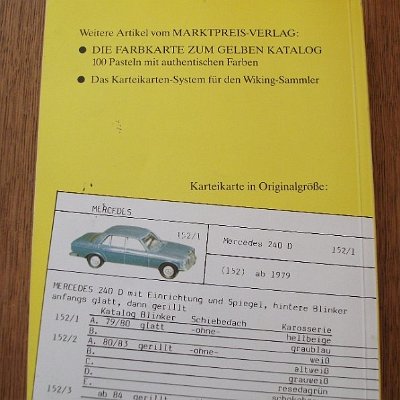 Weitere Artikel vom MARKTPREIS-VERLAG:
● DIE FARBKARTE ZUM GELBEN KATALOG
100 Pasteln mit authentischen Farben
● Das Karteikarten-System für den Wiking-Sammler
Karteikarte in Originalgröße:
MERCEDES
152/1
Mercedes 240 D 152/1
(152) ab 1979
MERCEDES 240 D mit Einrichtung und Spiegel, hintere Blinker
anfangs glatt, dann gerillt
Katalog Blinker Schiebedach Karosserie
152/1 A. 79/80 glatt -ohne- hellbeige
B. graublau
152/2 A. 80/83 gerillt -ohne- weiß
B. altweiß
C. grauweiß
D. resedagrün
E.
152/3 ab 84 gerillt -ohne-